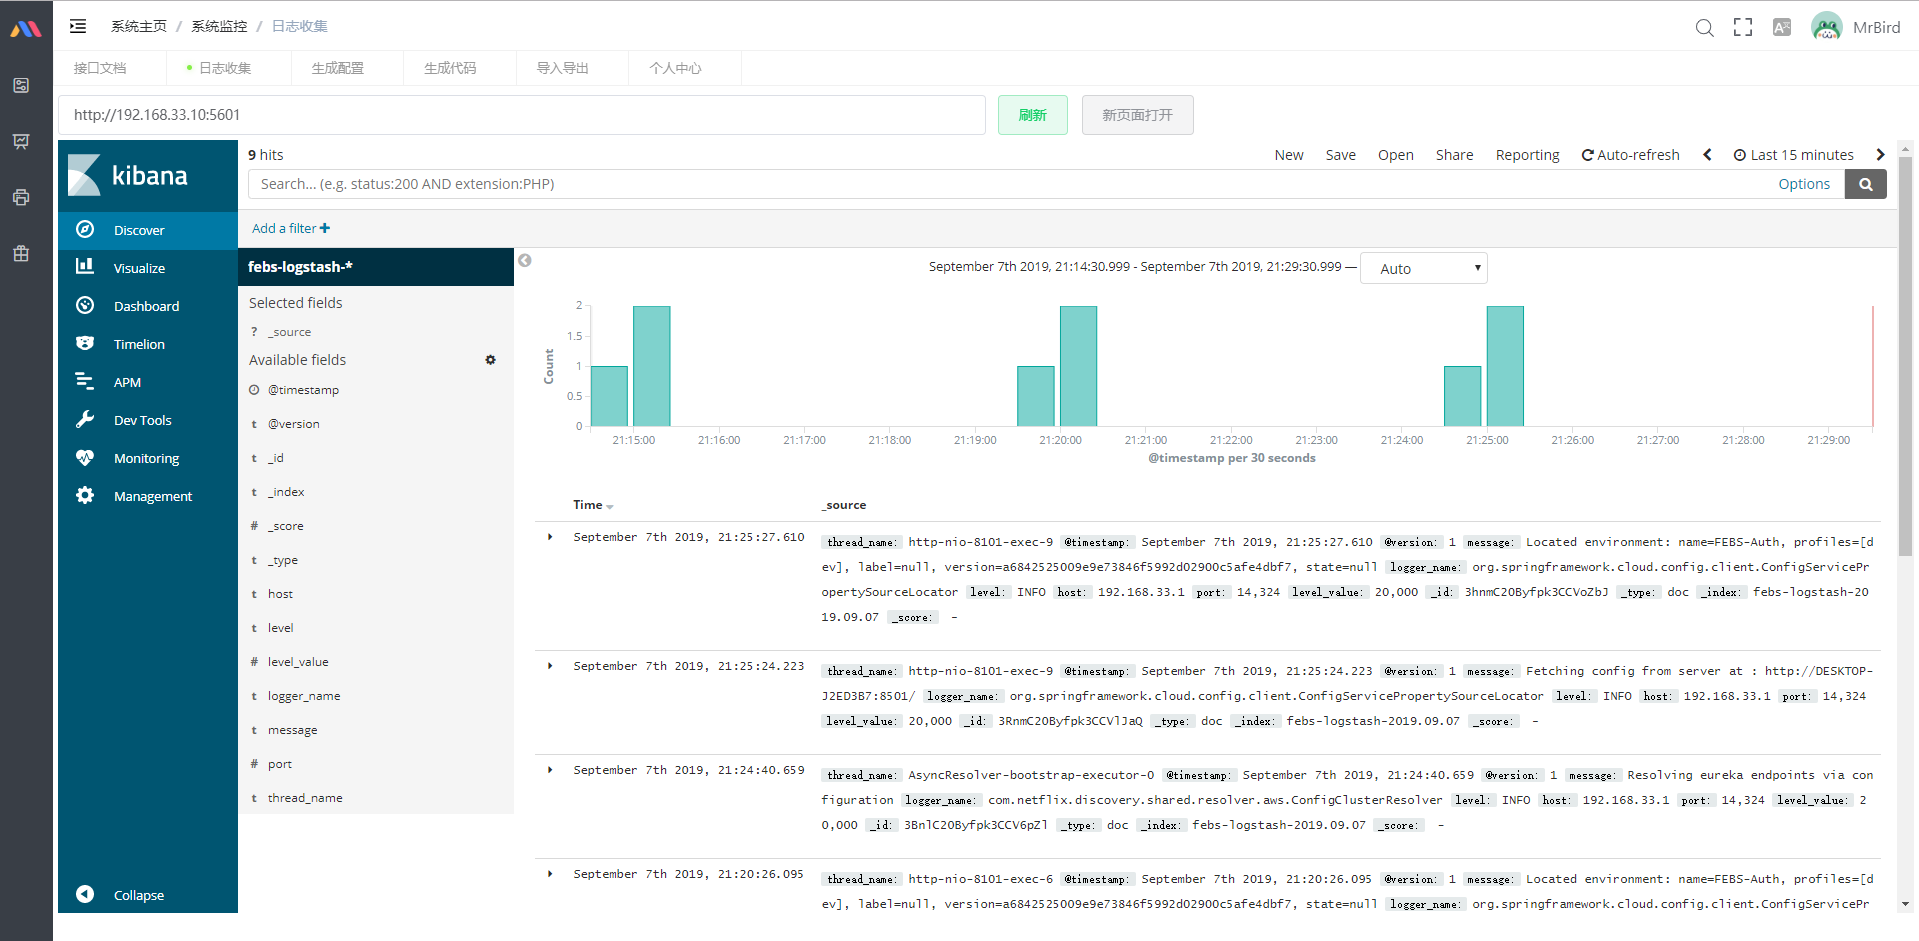 系统主页 / 系统监控 / 日志收集
MrBird
接口文档
日志收集
生成配置
生成代码
导入导出
个人中心
http://192.168.33.10:5601
刷新
新页面打开
kibana
Discover
Visualize
Dashboard
Timelion
APM
Dev Tools
Monitoring
Management
Collapse
9 hits
New Save Open Share Reporting Auto-refresh Last 15 minutes
Search... (e.g. status:200 AND extension:PHP)
Options
Add a filter +
febs-logstash-*
Selected fields
? _source
Available fields
@timestamp
t @version
t _id
t _index
# _score
t _type
t host
t level
# level_value
t logger_name
t message
# port
t thread_name
September 7th 2019, 21:14:30.999 - September 7th 2019, 21:29:30.999 —
Auto
Count
2
1.5
1
0.5
0
21:15:00 21:16:00 21:17:00 21:18:00 21:19:00 21:20:00 21:21:00 21:22:00 21:23:00 21:24:00 21:25:00 21:26:00 21:27:00 21:28:00 21:29:00
@timestamp per 30 seconds
Time _source
September 7th 2019, 21:25:27.610
thread_name: http-nio-8101-exec-9 @timestamp: September 7th 2019, 21:25:27.610 @version: 1 message: Located environment: name=FEBS-Auth, profiles=[d
ev], label=null, version=a6842525009e9e73846f5992d02900c5afe4dbf7, state=null logger_name: org.springframework.cloud.config.client.ConfigServicePr
opertySourceLocator level: INFO host: 192.168.33.1 port: 14,324 level_value: 20,000 _id: 3hnmC20Byfpk3CCVoZbJ _type: doc _index: febs-logstash-20
19.09.07 _score: -
September 7th 2019, 21:25:24.223
thread_name: http-nio-8101-exec-9 @timestamp: September 7th 2019, 21:25:24.223 @version: 1 message: Fetching config from server at : http://DESKTOP-
J2ED3B7:8501/ logger_name: org.springframework.cloud.config.client.ConfigServicePropertySourceLocator level: INFO host: 192.168.33.1 port: 14,324
level_value: 20,000 _id: 3RnmC20Byfpk3CCVlJaQ _type: doc _index: febs-logstash-2019.09.07 _score: -
September 7th 2019, 21:24:40.659
thread_name: AsyncResolver-bootstrap-executor-0 @timestamp: September 7th 2019, 21:24:40.659 @version: 1 message: Resolving eureka endpoints via con
figuration logger_name: com.netflix.discovery.shared.resolver.aws.ConfigClusterResolver level: INFO host: 192.168.33.1 port: 14,324 level_value: 2
0,000 _id: 3BnlC20Byfpk3CCV6pZl _type: doc _index: febs-logstash-2019.09.07 _score: -
September 7th 2019, 21:20:26.095
thread_name: http-nio-8101-exec-6 @timestamp: September 7th 2019, 21:20:26.095 @version: 1 message: Located environment: name=FEBS-Auth, profiles=[d
ev], label=null, version=a6842525009e9e73846f5992d02900c5afe4dbf7, state=null logger_name: org.springframework.cloud.config.client.ConfigServicePr